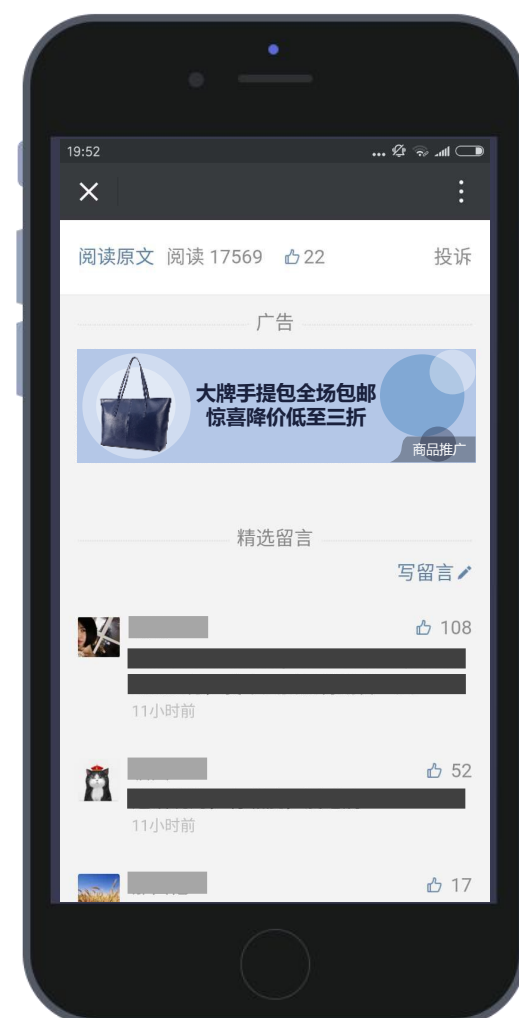 19:52
阅读原文 阅读 17569 22 投诉
广告
大牌手提包全场包邮
惊喜降价低至三折
商品推广
精选留言
写留言
108
11小时前
52
11小时前
17